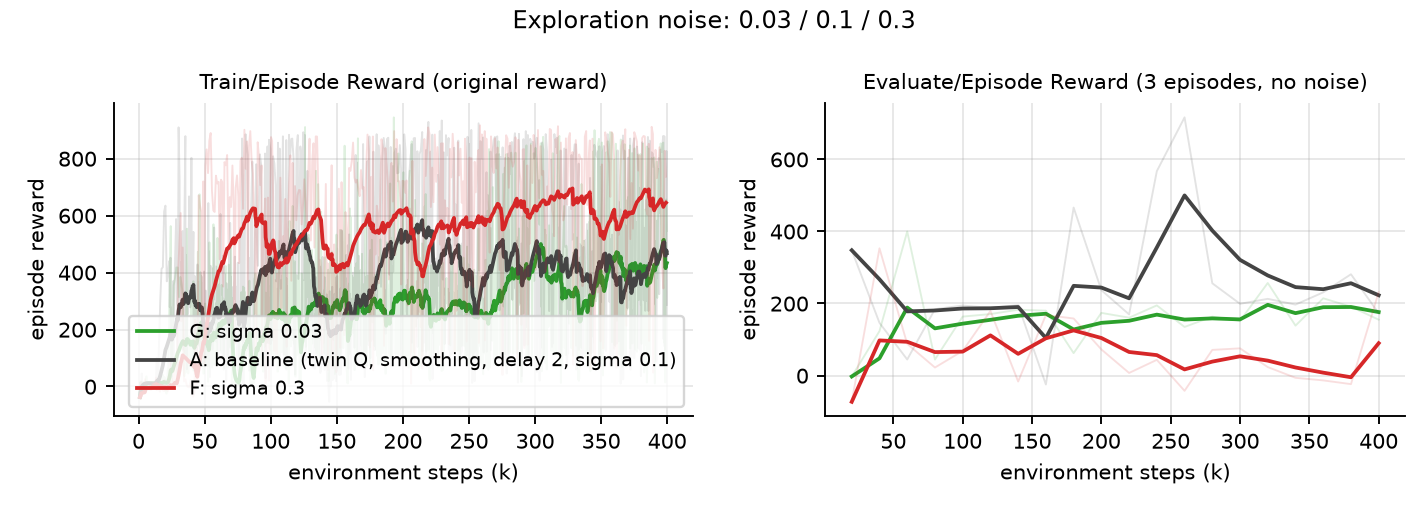 Exploration noise: 0.03 / 0.1 / 0.3
Train/Episode Reward (original reward)
episode reward
800
600
400
200
0
G: sigma 0.03
A: baseline (twin Q, smoothing, delay 2, sigma 0.1)
F: sigma 0.3
0 50 100 150 200 250 300 350 400
environment steps (k)
Evaluate/Episode Reward (3 episodes, no noise)
episode reward
600
400
200
0
50 100 150 200 250 300 350 400
environment steps (k)